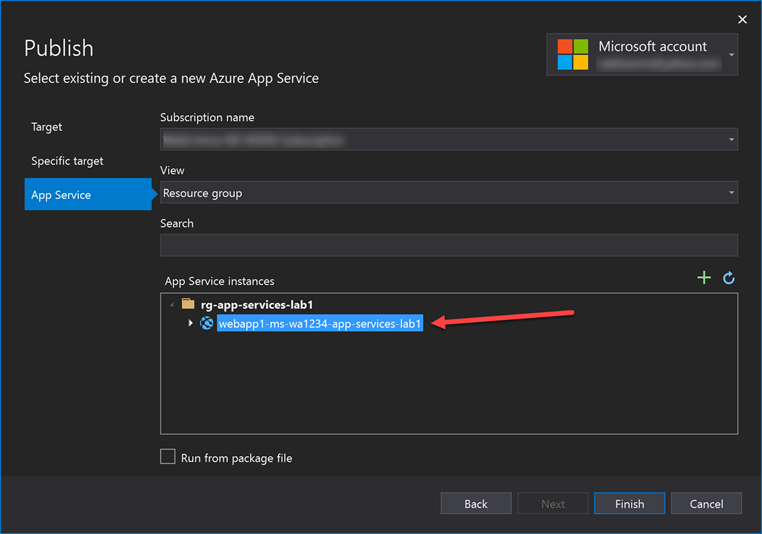 Publish
Select existing or create a new Azure App Service
Microsoft account
Target
Specific target
App Service
Subscription name
View
Resource group
Search
App Service instances
rg-app-services-lab1
webapp1-ms-wa1234-app-services-lab1
Run from package file
Back
Next
Finish
Cancel